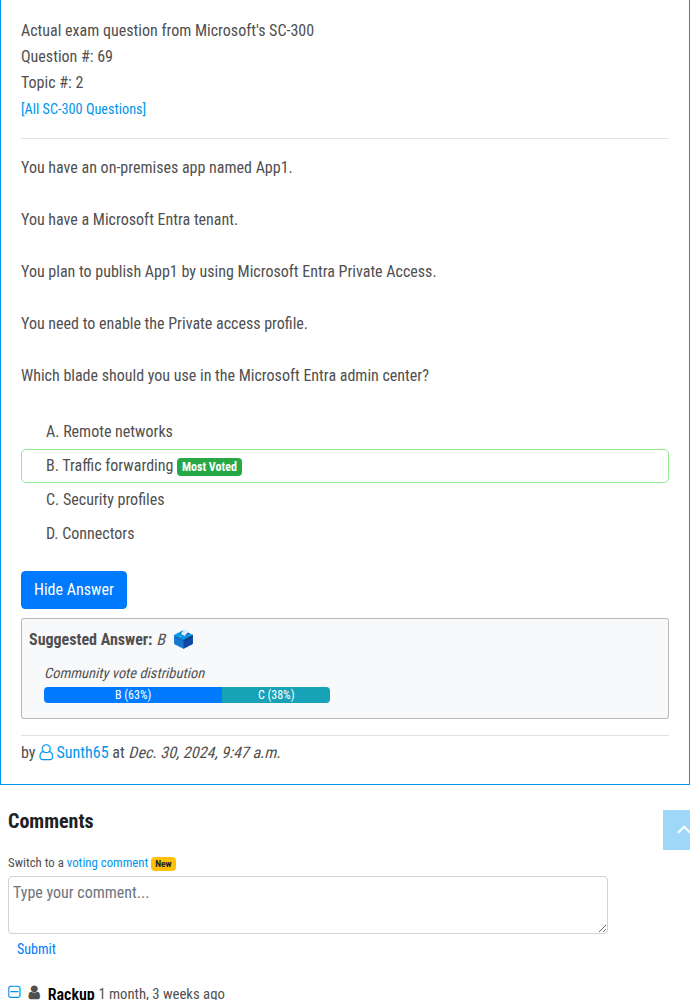 Actual exam question from Microsoft's SC-300
Question #: 69
Topic #: 2
[All SC-300 Questions]
You have an on-premises app named App1.
You have a Microsoft Entra tenant.
You plan to publish App1 by using Microsoft Entra Private Access.
You need to enable the Private access profile.
Which blade should you use in the Microsoft Entra admin center?
A. Remote networks
B. Traffic forwarding Most Voted
C. Security profiles
D. Connectors
Hide Answer
Suggested Answer: B
Community vote distribution
B (63%) C (38%)
by Sunth65 at Dec. 30, 2024, 9:47 a.m.
Comments
Switch to a voting comment New
Type your comment...
Submit
Rackup 1 month, 3 weeks ago